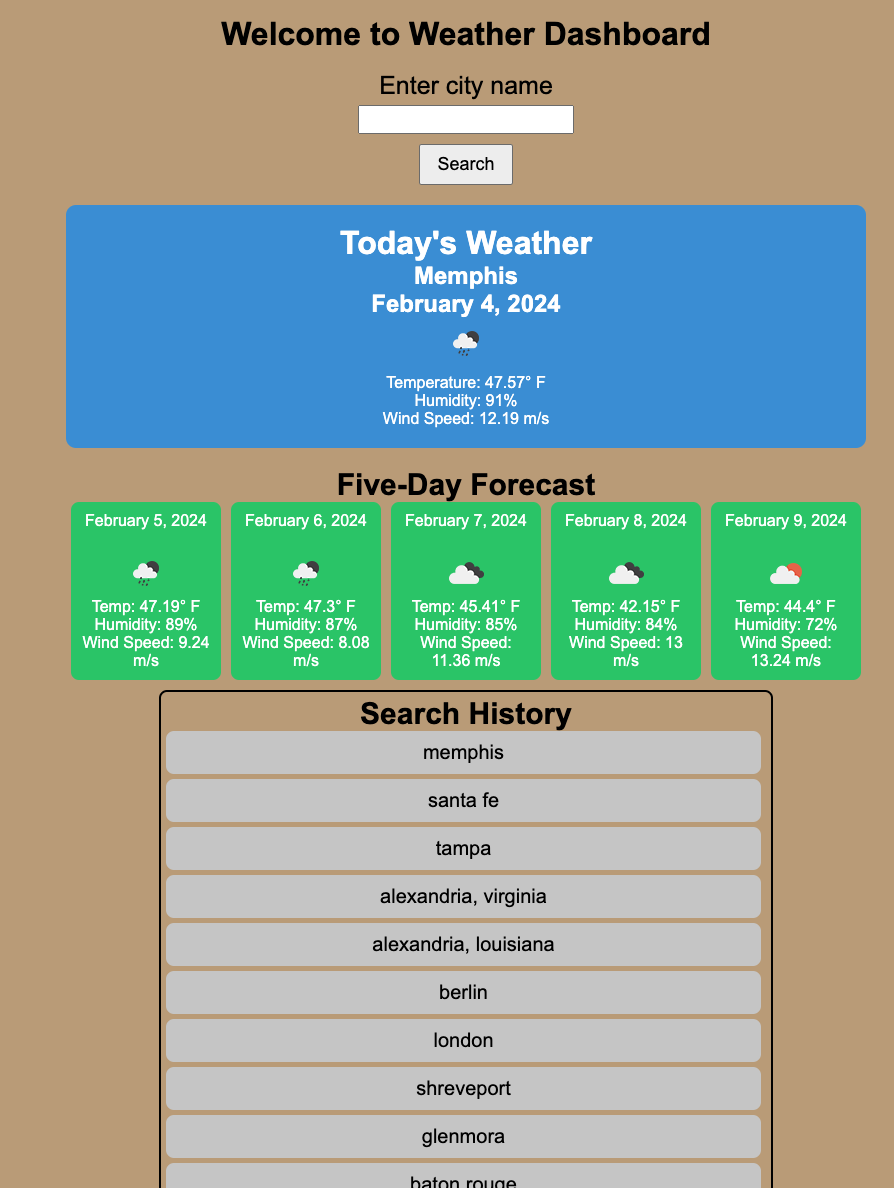 Welcome to Weather Dashboard
Enter city name
Search
Today's Weather
Memphis
February 4, 2024
Temperature: 47.57° F
Humidity: 91%
Wind Speed: 12.19 m/s
Five-Day Forecast
February 5, 2024
Temp: 47.19° F
Humidity: 89%
Wind Speed: 9.24
m/s
February 6, 2024
Temp: 47.3° F
Humidity: 87%
Wind Speed: 8.08
m/s
February 7, 2024
Temp: 45.41° F
Humidity: 85%
Wind Speed:
11.36 m/s
February 8, 2024
Temp: 42.15° F
Humidity: 84%
Wind Speed: 13
m/s
February 9, 2024
Temp: 44.4° F
Humidity: 72%
Wind Speed:
13.24 m/s
Search History
memphis
santa fe
tampa
alexandria, virginia
alexandria, louisiana
berlin
london
shreveport
glenmora
baton rouge